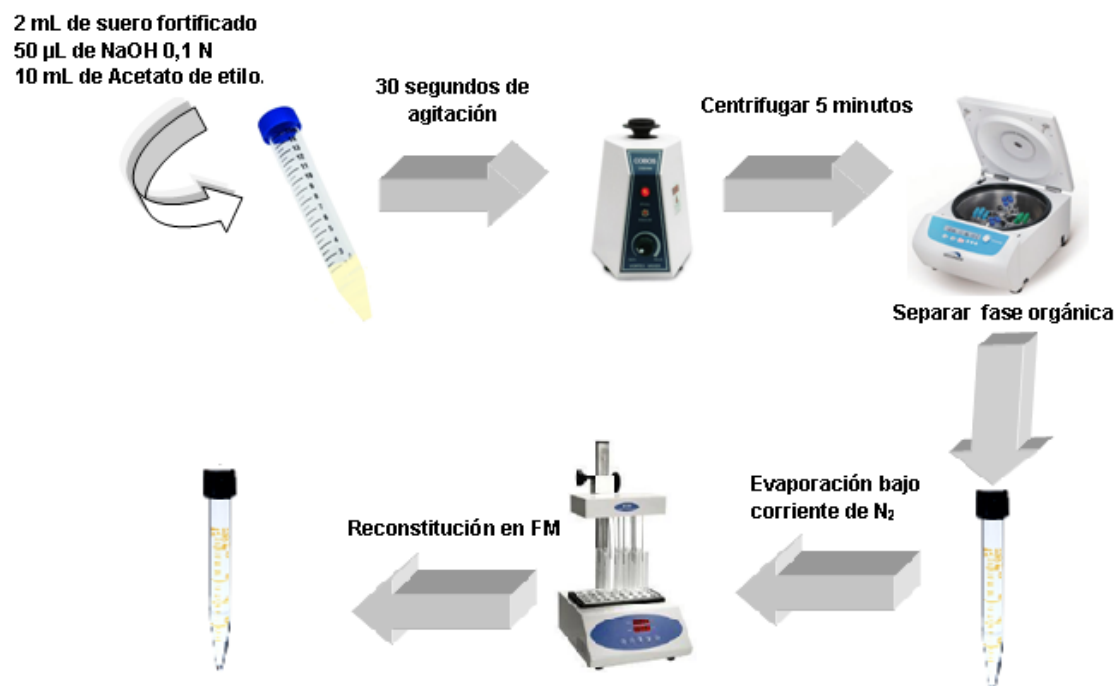 2 mL de suero fortificado
50 µL de NaOH 0,1 N
10 mL de Acetato de etilo.
30 segundos de
agitación
Centrifugar 5 minutos
COBOS
Separar fase orgánica
Evaporación bajo
corriente de N₂
Reconstitución en FM